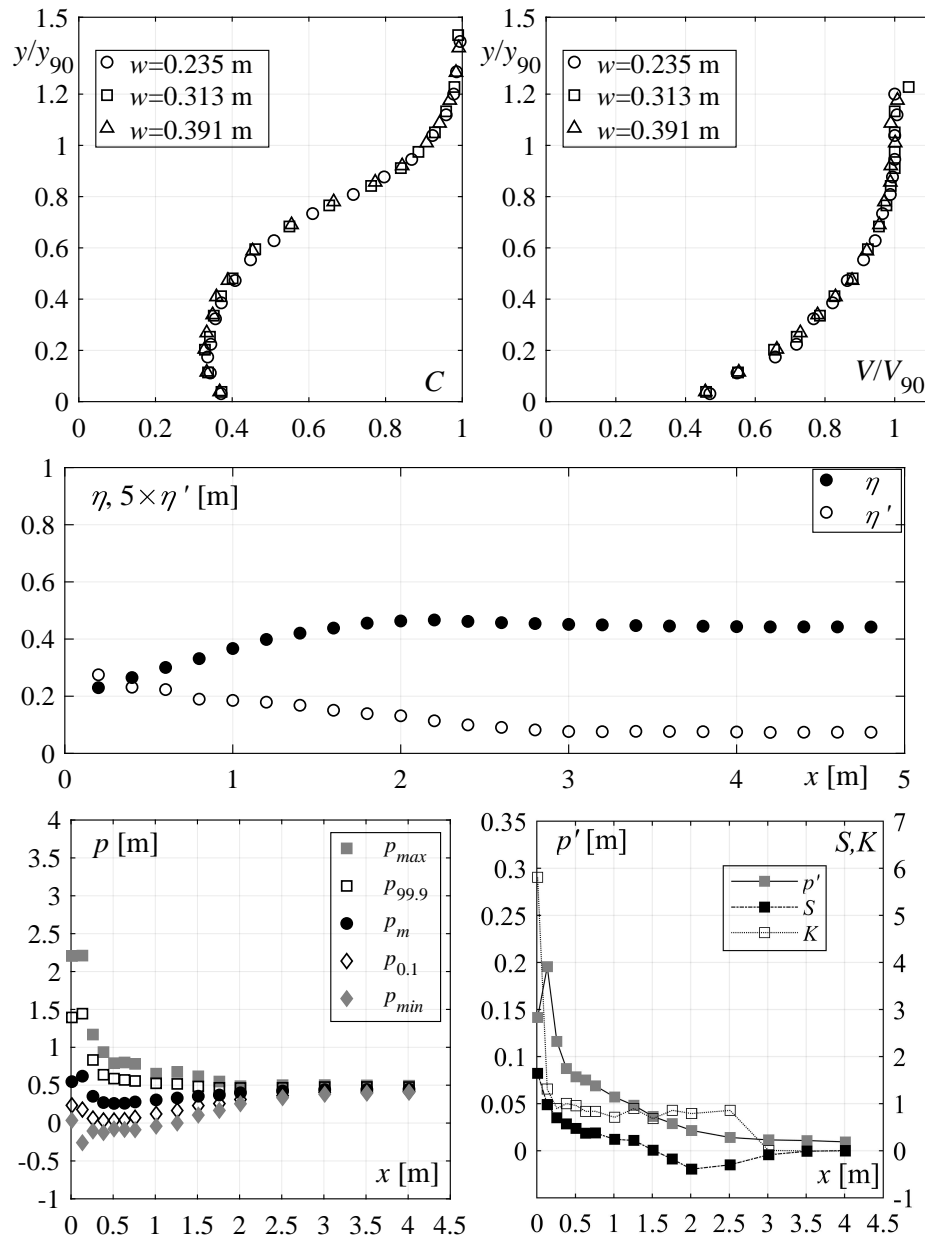 1.5
y/y90
w=0.235 m
w=0.313 m
w=0.391 m
1.2
1
0.8
0.6
0.4
0.2
0
C
0 0.2 0.4 0.6 0.8 1
1.5
y/y90
w=0.235 m
w=0.313 m
w=0.391 m
1.2
1
0.8
0.6
0.4
0.2
0
V/V90
0 0.2 0.4 0.6 0.8 1
1
η, 5×η' [m]
η
η'
0.8
0.6
0.4
0.2
0
0 1 2 3 4 x [m] 5
4
p [m]
3.5
3
2.5
2
1.5
1
0.5
0
-0.5
-1
pmax
p99.9
pm
p0.1
pmin
x [m]
0 0.5 1 1.5 2 2.5 3 3.5 4 4.5
0.35
p' [m]
S,K
7
0.3
6
0.25
5
0.2
4
0.15
3
0.1
2
0.05
1
0
0
-1
p'
S
K
x [m]
0 0.5 1 1.5 2 2.5 3 3.5 4 4.5